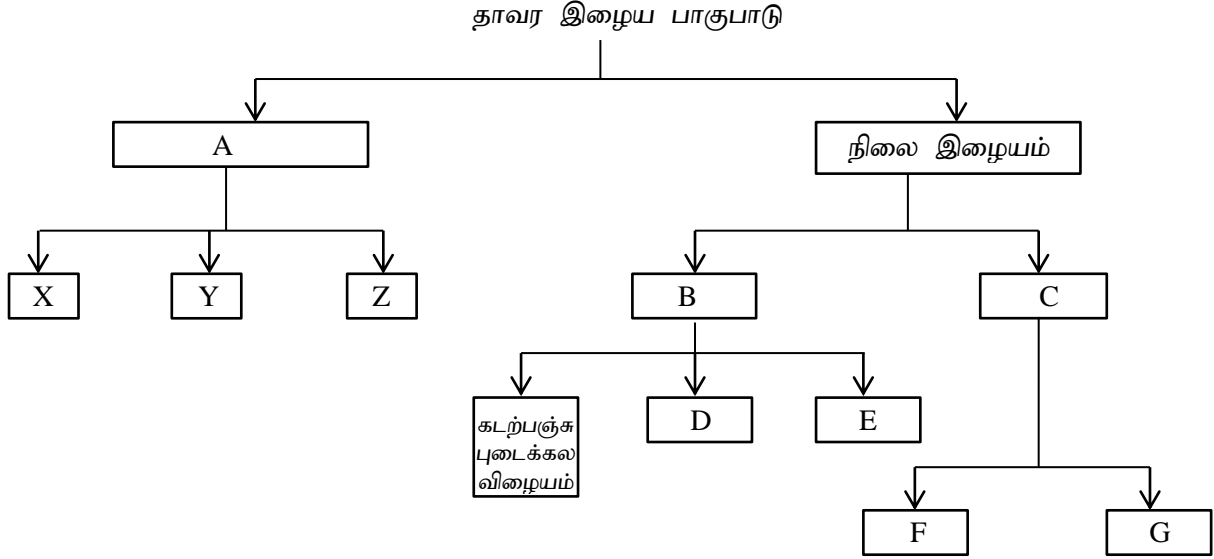 தாவர இழைய பாகுபாடு
A
நிலை இழையம்
X
Y
Z
B
C
கடற்பஞ்சு
புடைக்கல
விழையம்
D
E
F
G